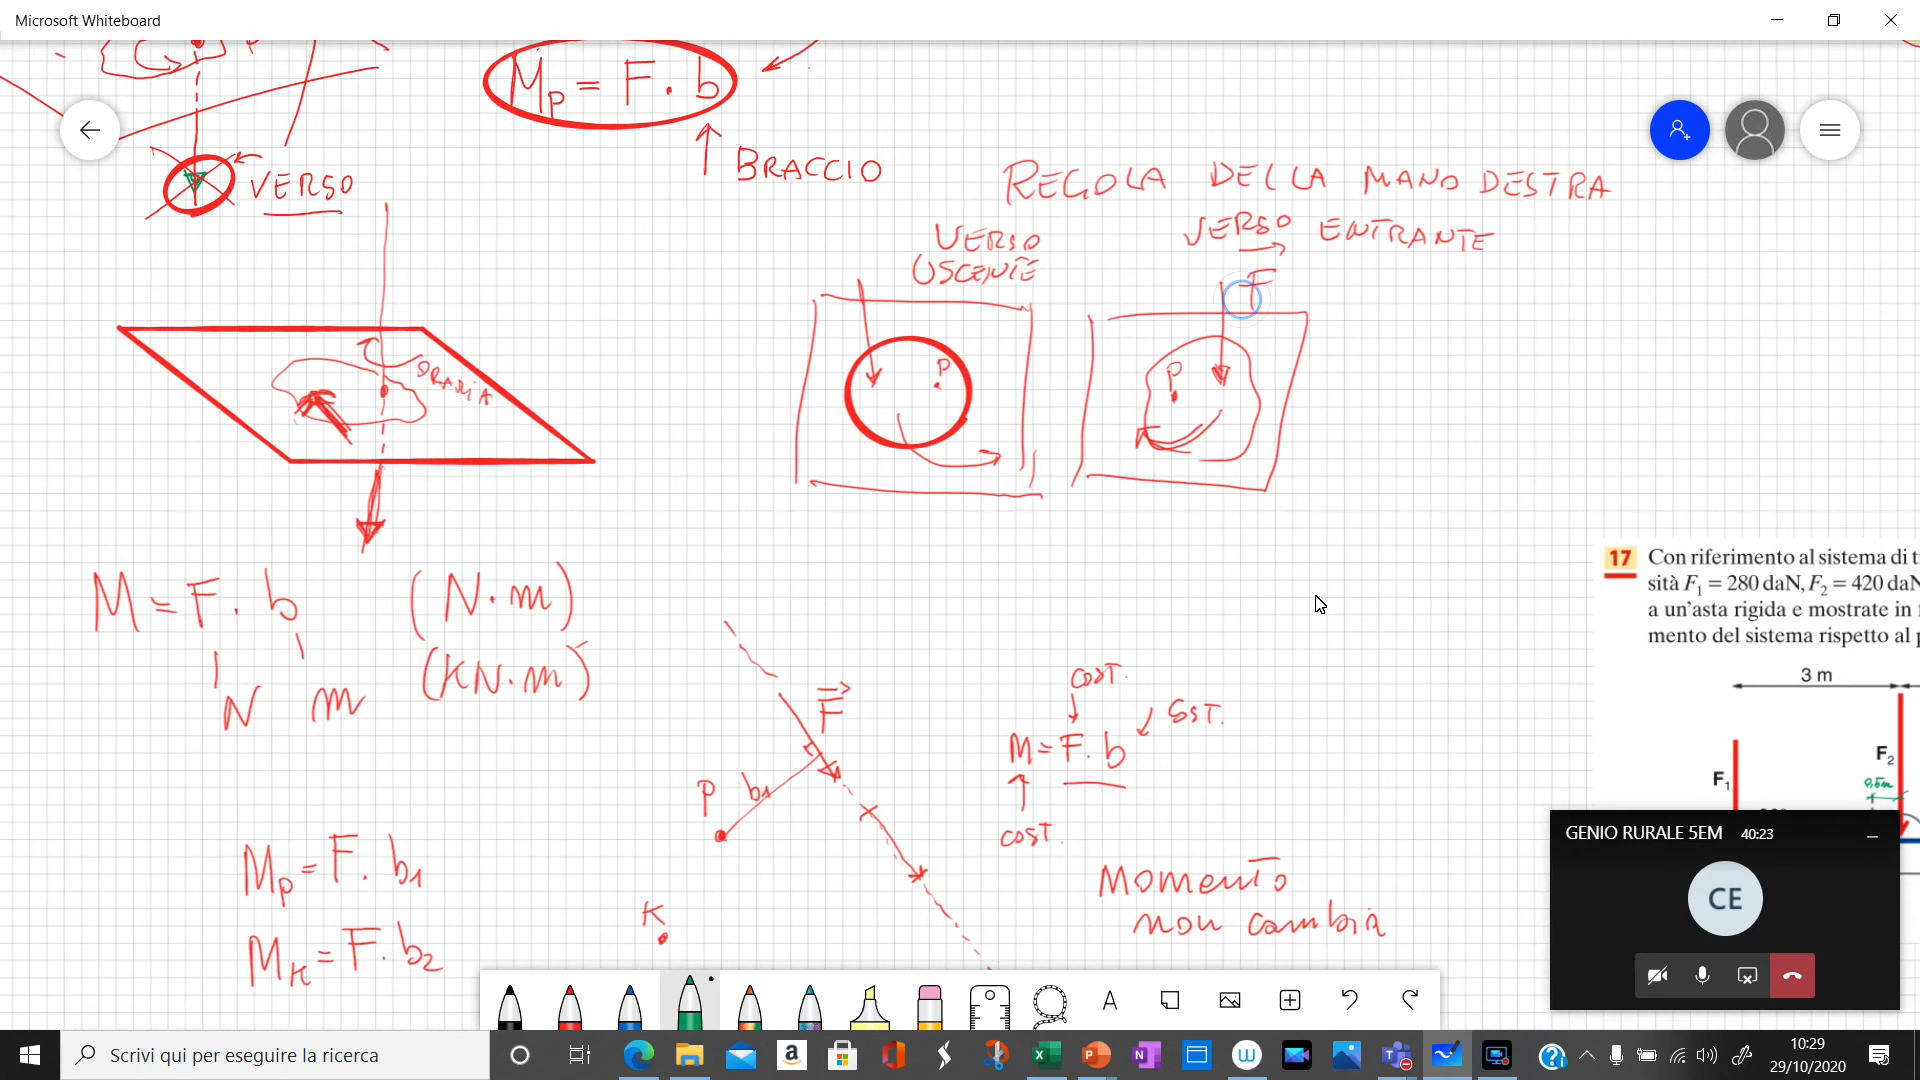 Microsoft Whiteboard
Mp = F . b
BRACCIO
VERSO
REGOLA DELLA MANO DESTRA
VERSO USCENTE
VERSO ENTRANTE
F
P
P
ORARIA
M = F . b (N.m)
N m (KN.m)
F
P b1
K
cost.
cost.
M = F. b
cost.
Momento
non cambia
Mp = F. b1
MK = F. b2
17 Con riferimento al sistema di
sità F1 = 280 daN, F2 = 420 daN
a un'asta rigida e mostrate in
mento del sistema rispetto al
3 m
F1
F2
0,5m
GENIO RURALE 5EM 40:23
CE
A
Scrivi qui per eseguire la ricerca
10:29
29/10/2020